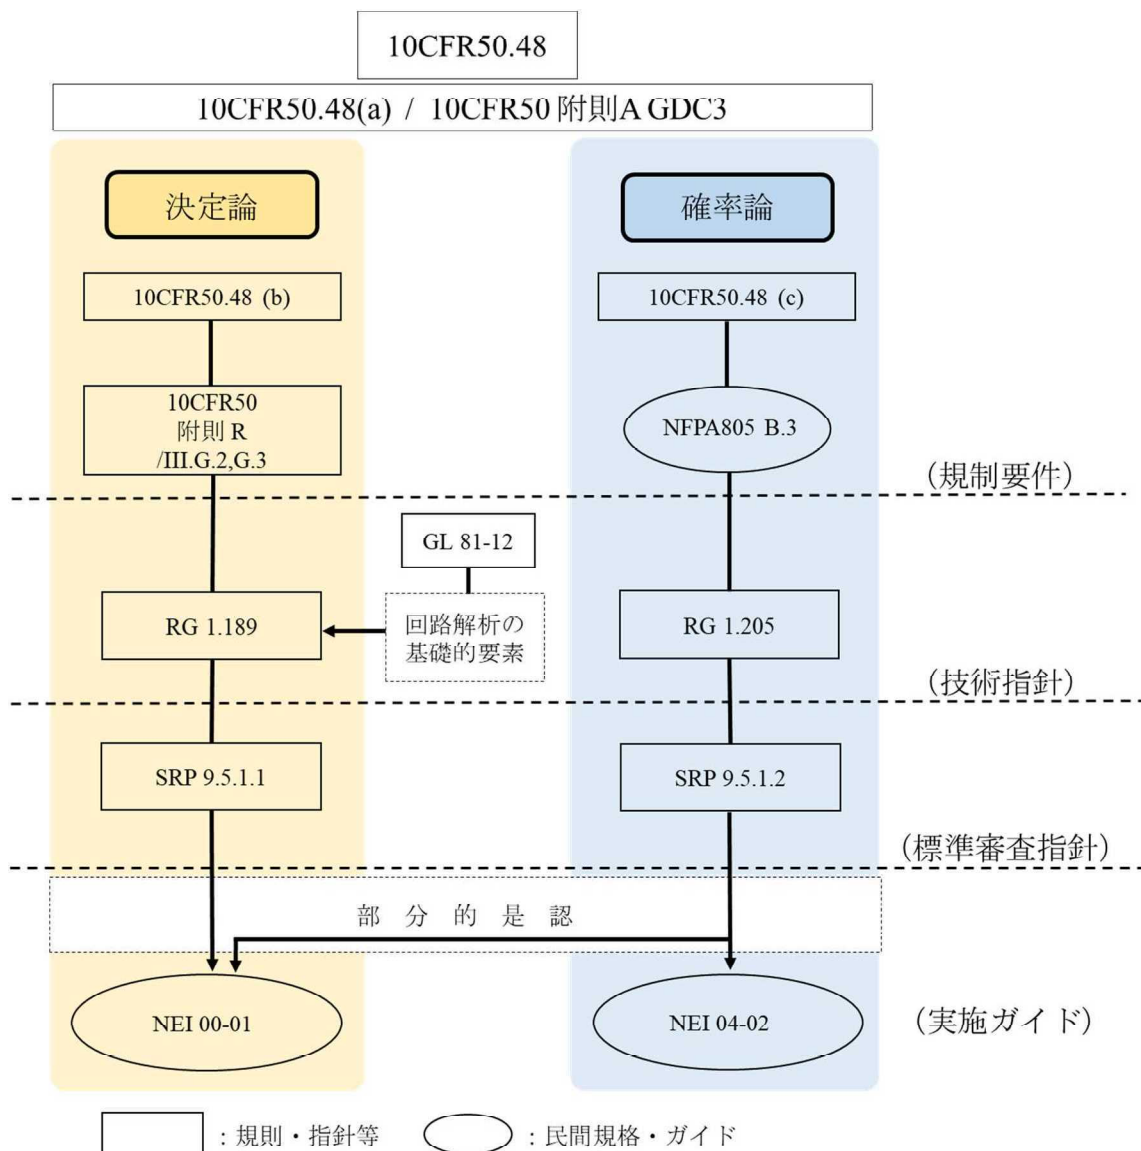 10CFR50.48
10CFR50.48(a) / 10CFR50 附則A GDC3
決定論
確率論
10CFR50.48 (b)
10CFR50.48 (c)
10CFR50
附則 R
/III.G.2,G.3
NFPA805 B.3
(規制要件)
GL 81-12
RG 1.189
回路解析の
基礎的要素
RG 1.205
(技術指針)
SRP 9.5.1.1
SRP 9.5.1.2
(標準審査指針)
部 分 的 是 認
NEI 00-01
NEI 04-02
(実施ガイド)
: 規則・指針等
: 民間規格・ガイド